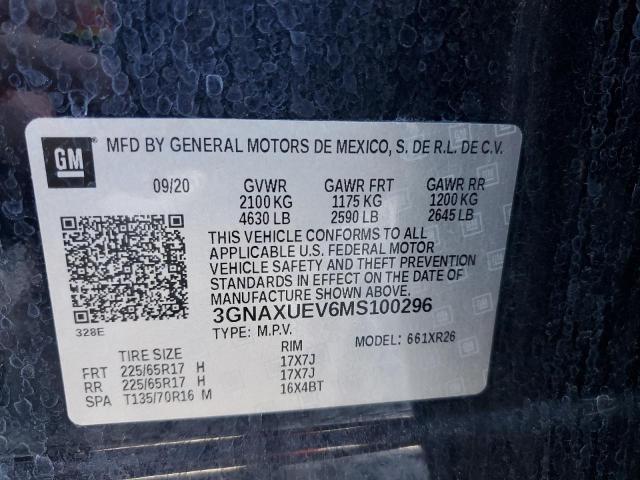 GM
MFD BY GENERAL MOTORS DE MEXICO, S. DE R.L. DE C.V.
09/20 GVWR GAWR FRT GAWR RR
2100 KG 1175 KG 1200 KG
4630 LB 2590 LB 2645 LB
THIS VEHICLE CONFORMS TO ALL
APPLICABLE U.S. FEDERAL MOTOR
VEHICLE SAFETY AND THEFT PREVENTION
STANDARDS IN EFFECT ON THE DATE OF
MANUFACTURE SHOWN ABOVE.
328E
3GNAXUEV6MS100296
TYPE: M.P.V. MODEL: 661XR26
TIRE SIZE RIM
FRT 225/65R17 H 17X7J
RR 225/65R17 H 17X7J
SPA T135/70R16 M 16X4BT